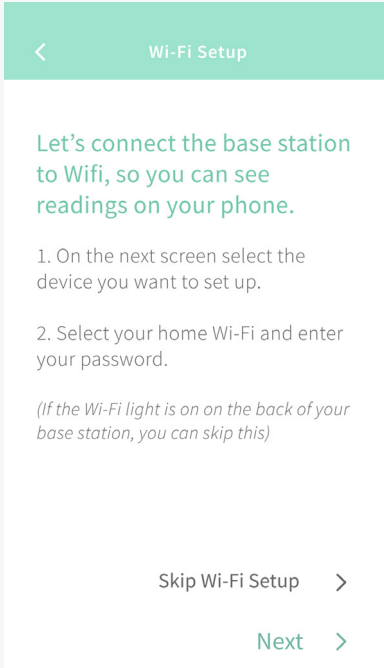 Wi-Fi Setup
Let’s connect the base station
to Wifi, so you can see
readings on your phone.
1. On the next screen select the
device you want to set up.
2. Select your home Wi-Fi and enter
your password.
(If the Wi-Fi light is on on the back of your
base station, you can skip this)
Skip Wi-Fi Setup
Next